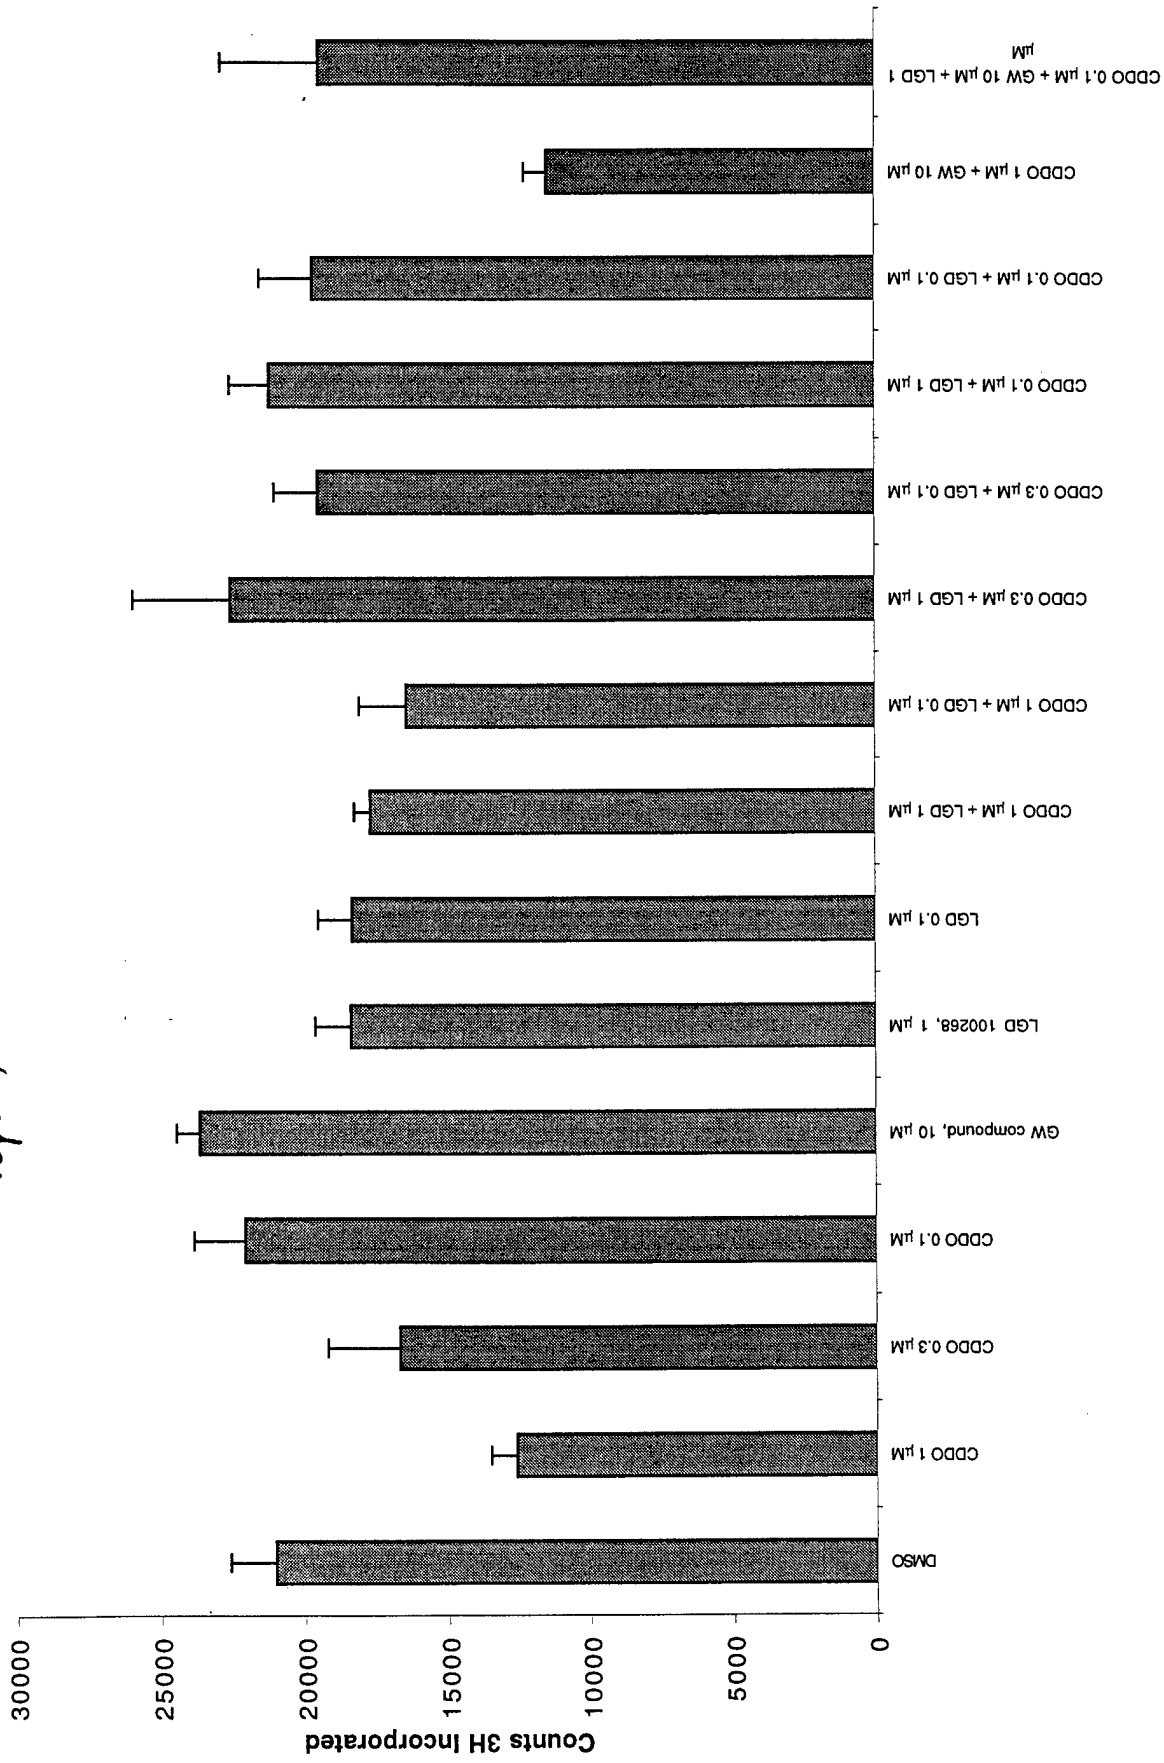 30000
25000
20000
15000
10000
5000
0
Counts 3H Incorporated
DMSO
CDDO 1 µM
CDDO 0.3 µM
CDDO 0.1 µM
GW compound, 10 µM
LGD 100268, 1 µM
LGD 0.1 µM
CDDO 1 µM + LGD 1 µM
CDDO 1 µM + LGD 0.1 µM
CDDO 0.3 µM + LGD 1 µM
CDDO 0.3 µM + LGD 0.1 µM
CDDO 0.1 µM + LGD 1 µM
CDDO 0.1 µM + LGD 0.1 µM
CDDO 1 µM + GW 10 µM
CDDO 0.1 µM + GW 10 µM + LGD 1
µM